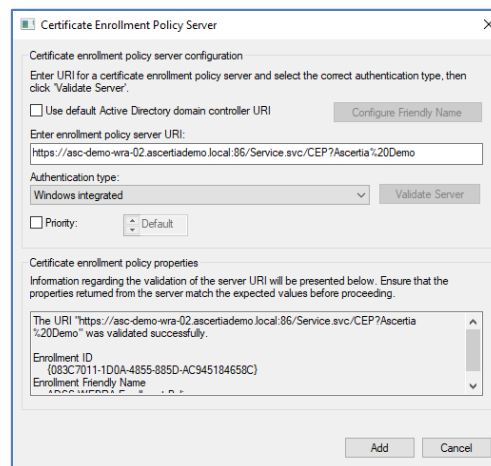 Certificate Enrollment Policy Server
Certificate enrollment policy server configuration
Enter URI for a certificate enrollment policy server and select the correct authentication type, then
click 'Validate Server'.
Use default Active Directory domain controller URI
Configure Friendly Name
Enter enrollment policy server URI:
https://asc-demo-wra-02.ascertiademo.local:86/Service.svc/CEP?Ascertia%20Demo
Authentication type:
Windows integrated
Validate Server
Priority:
Default
Certificate enrollment policy properties
Information regarding the validation of the server URI will be presented below. Ensure that the
properties returned from the server match the expected values before proceeding.
The URI "https://asc-demo-wra-02.ascertiademo.local:86/Service.svc/CEP?Ascertia
%20Demo" was validated successfully.
Enrollment ID
{083C7011-1D0A-4855-885D-AC945184658C}
Enrollment Friendly Name
Add
Cancel